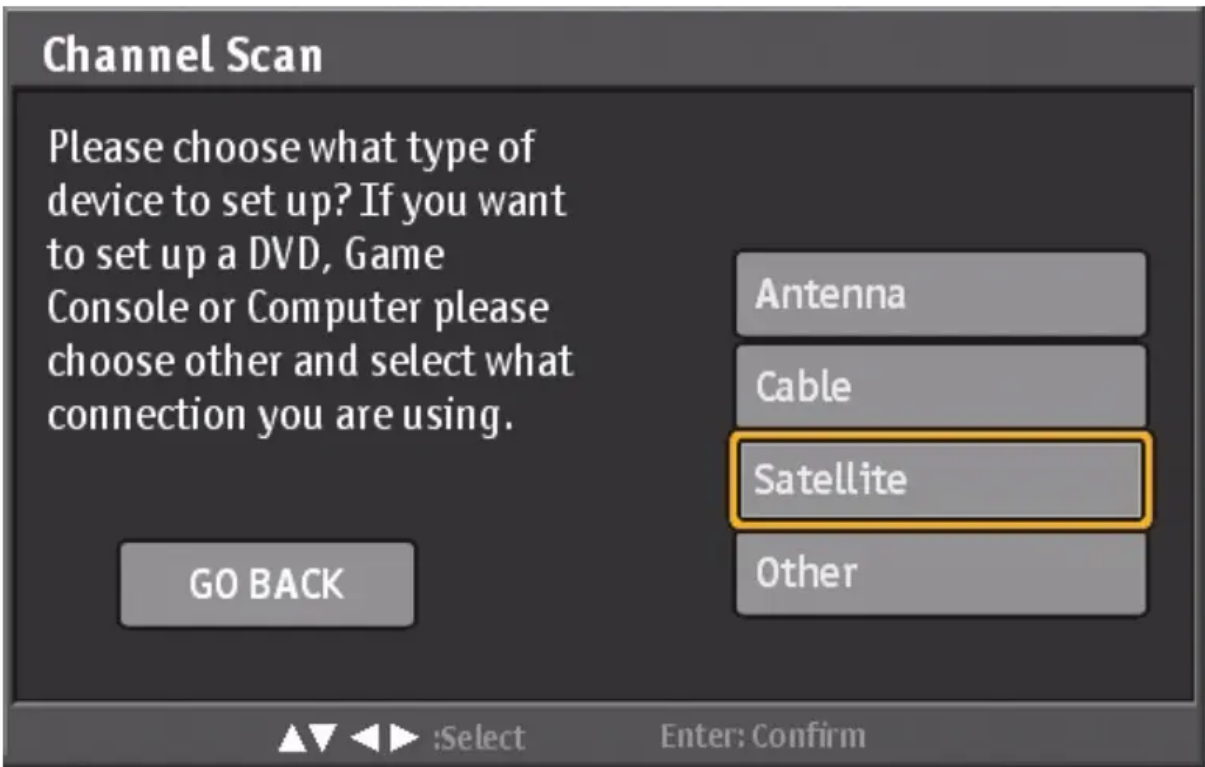 Channel Scan
Please choose what type of
device to set up? If you want
to set up a DVD, Game
Console or Computer please
choose other and select what
connection you are using.
Antenna
Cable
Satellite
Other
GO BACK
▲▼ ◀ ▶ :Select Enter: Confirm